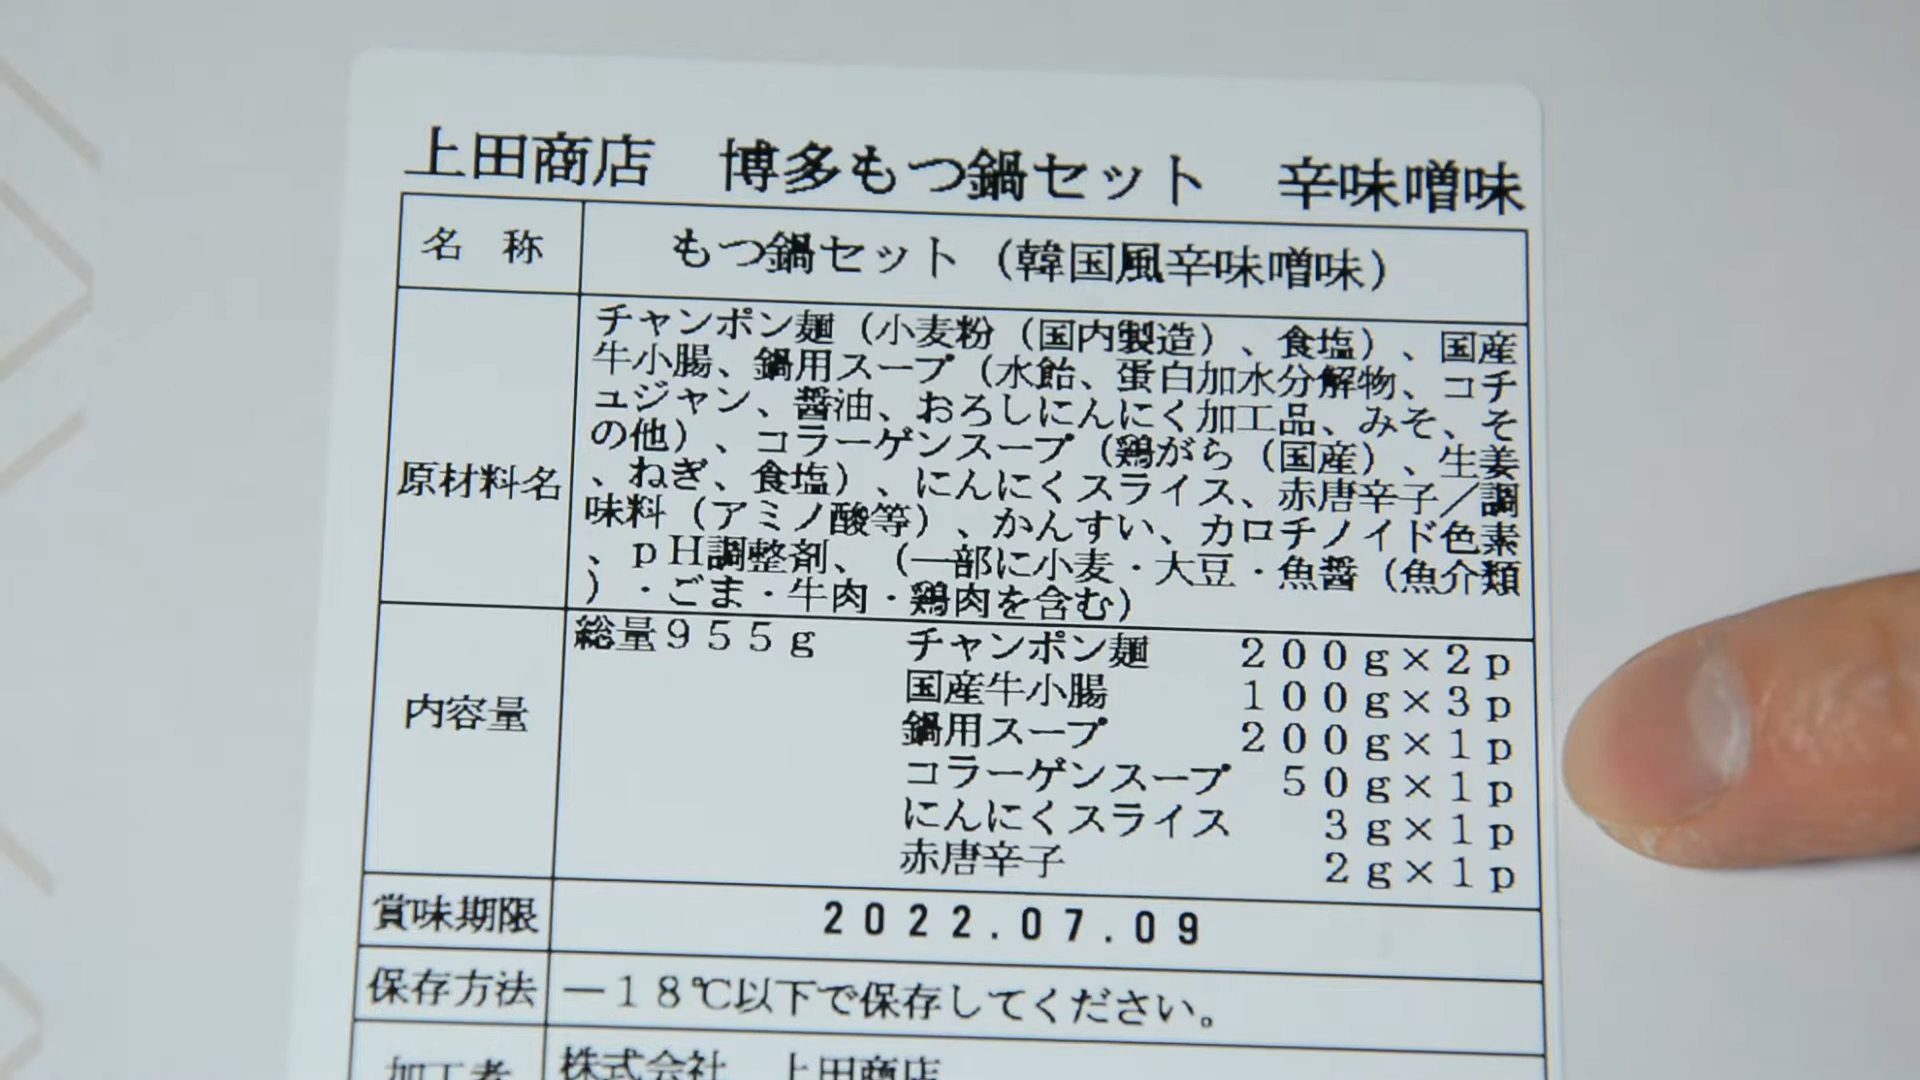 上田商店　博多もつ鍋セット　辛味噌味
名　称　もつ鍋セット（韓国風辛味噌味）
原材料名
チャンポン麺（小麦粉（国内製造）、食塩）、国産
牛小腸、鍋用スープ（水飴、蛋白加水分解物、コチ
ュジャン、醤油、おろしにんにく加工品、みそ、そ
の他）、コラーゲンスープ（鶏がら（国産）、生姜
、ねぎ、食塩）、にんにくスライス、赤唐辛子／調
味料（アミノ酸等）、かんすい、カロチノイド色素
、ｐＨ調整剤、（一部に小麦・大豆・魚醤（魚介類
）・ごま・牛肉・鶏肉を含む）
内容量
総量９５５ｇ　チャンポン麺　２００ｇ×２ｐ
国産牛小腸　１００ｇ×３ｐ
鍋用スープ　２００ｇ×１ｐ
コラーゲンスープ　５０ｇ×１ｐ
にんにくスライス　３ｇ×１ｐ
赤唐辛子　２ｇ×１ｐ
賞味期限　2022.07.09
保存方法　－１８℃以下で保存してください。
加工者　株式会社　上田商店